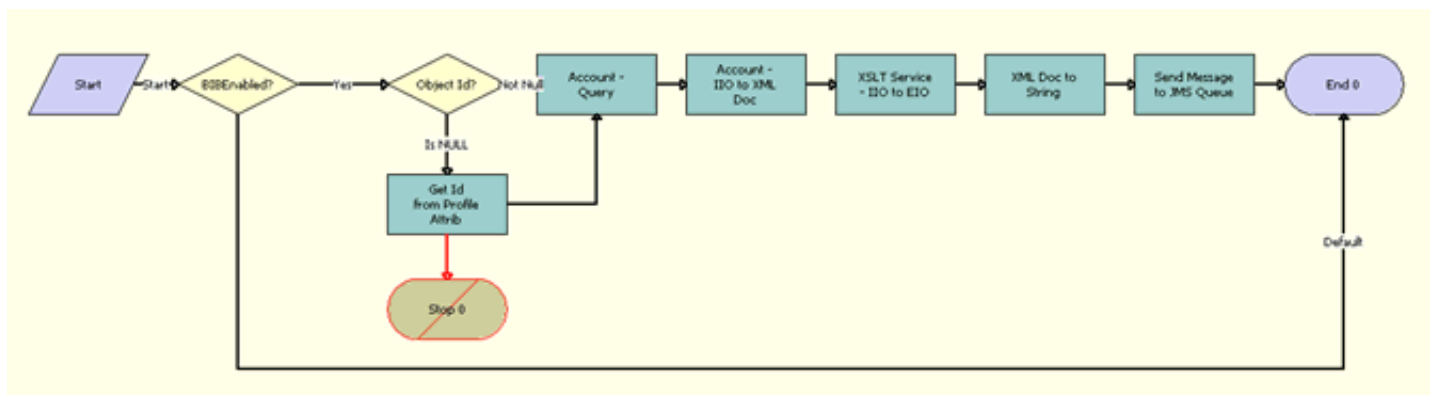 Start
Start
BIBEnabled?
Yes
Object Id?
Not Null
Account -
Query
Account -
IIO to XML
Doc
XSLT Service
- IIO to EIO
XML Doc to
String
Send Message
to JMS Queue
End 0
Is NULL
Get Id
from Profile
Attrib
Default
Stop 0